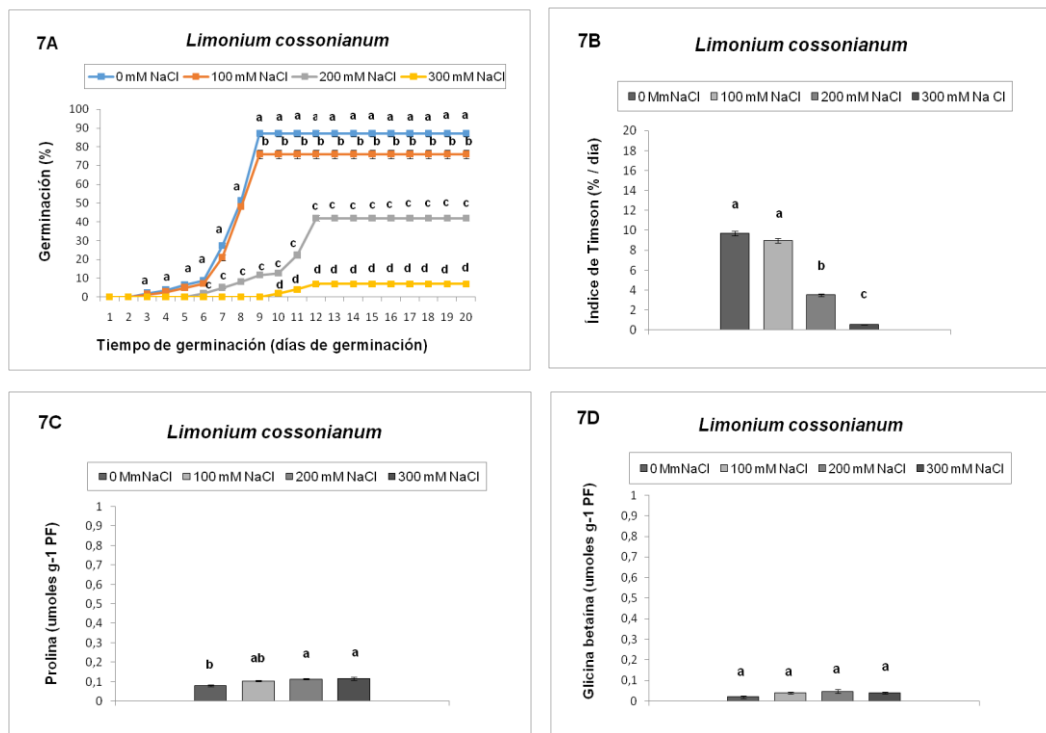 7A
Limonium cossonianum
0 mM NaCl 100 mM NaCl 200 mM NaCl 300 mM NaCl
Germinación (%)
100
90
80
70
60
50
40
30
20
10
0
a a a a a a a a a a a a
b b b b b b b b b b b b
a
a
a a a a
c c c c c c c c c
c
c c c c c
d d d d d d d d d d d
1 2 3 4 5 6 7 8 9 10 11 12 13 14 15 16 17 18 19 20
Tiempo de germinación (días de germinación)
7B
Limonium cossonianum
0 MmNaCl 100 mM NaCl 200 mM NaCl 300 mM Na Cl
Índice de Timson (% / día)
20
18
16
14
12
10
8
6
4
2
0
a a b c
7C
Limonium cossonianum
0 MmNaCl 100 mM NaCl 200 mM NaCl 300 mM NaCl
Prolina (umoles g-1 PF)
1
0,9
0,8
0,7
0,6
0,5
0,4
0,3
0,2
0,1
0
b ab a a
7D
Limonium cossonianum
0 MmNaCl 100 mM NaCl 200 mM NaCl 300 mM NaCl
Glicina betaina (umoles g-1 PF)
1
0,9
0,8
0,7
0,6
0,5
0,4
0,3
0,2
0,1
0
a a a a